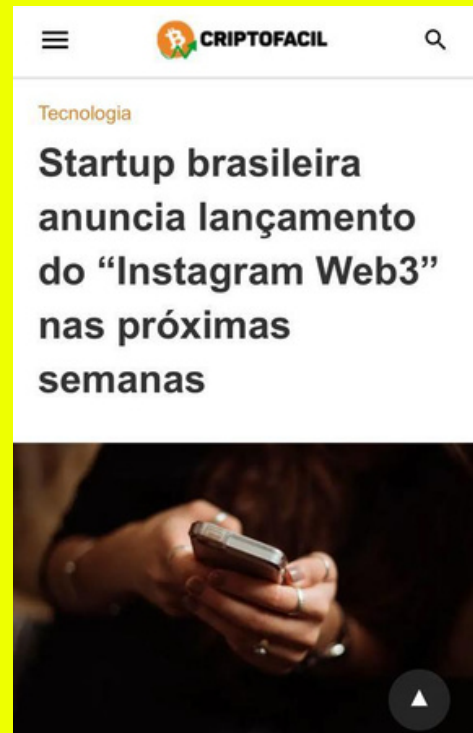 CRIPTOFACIL
Tecnologia
Startup brasileira
anuncia lançamento
do “Instagram Web3”
nas próximas
semanas